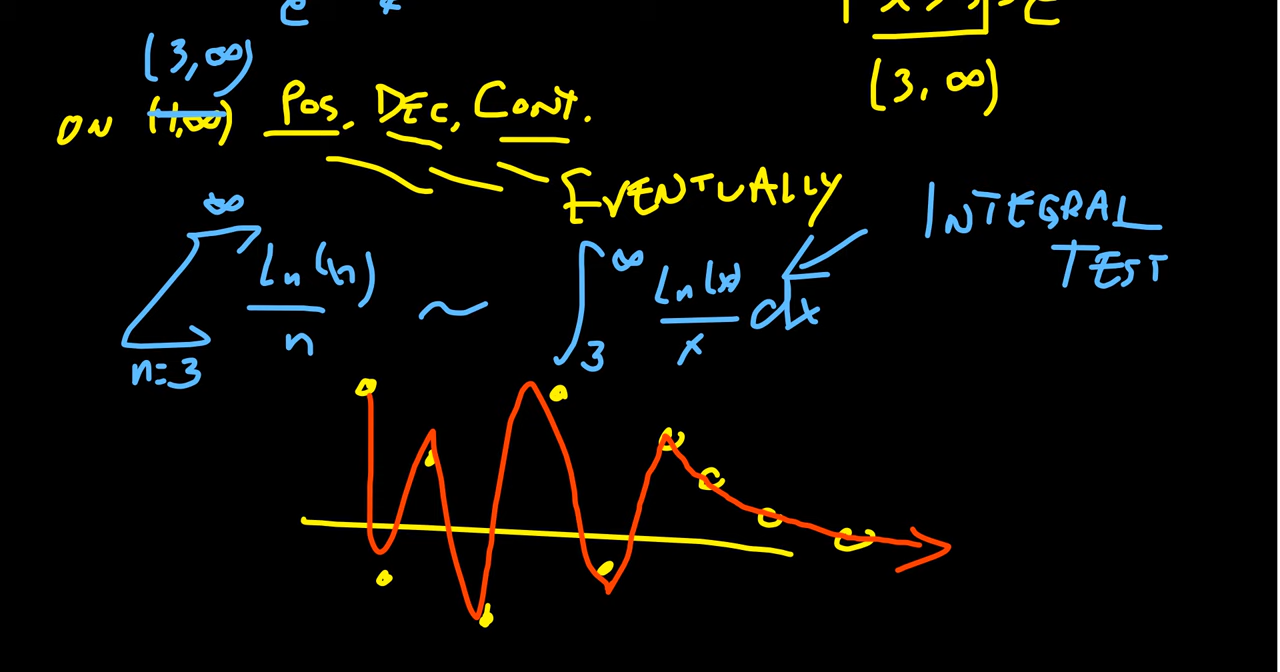 (3,∞)
(3,∞)
ON (1,∞) POS. DEC, CONT.
EVENTUALLY
INTEGRAL
TEST
∞
∑ ln(n)/n ~ ∫₃^∞ ln(x)/x dx
n=3